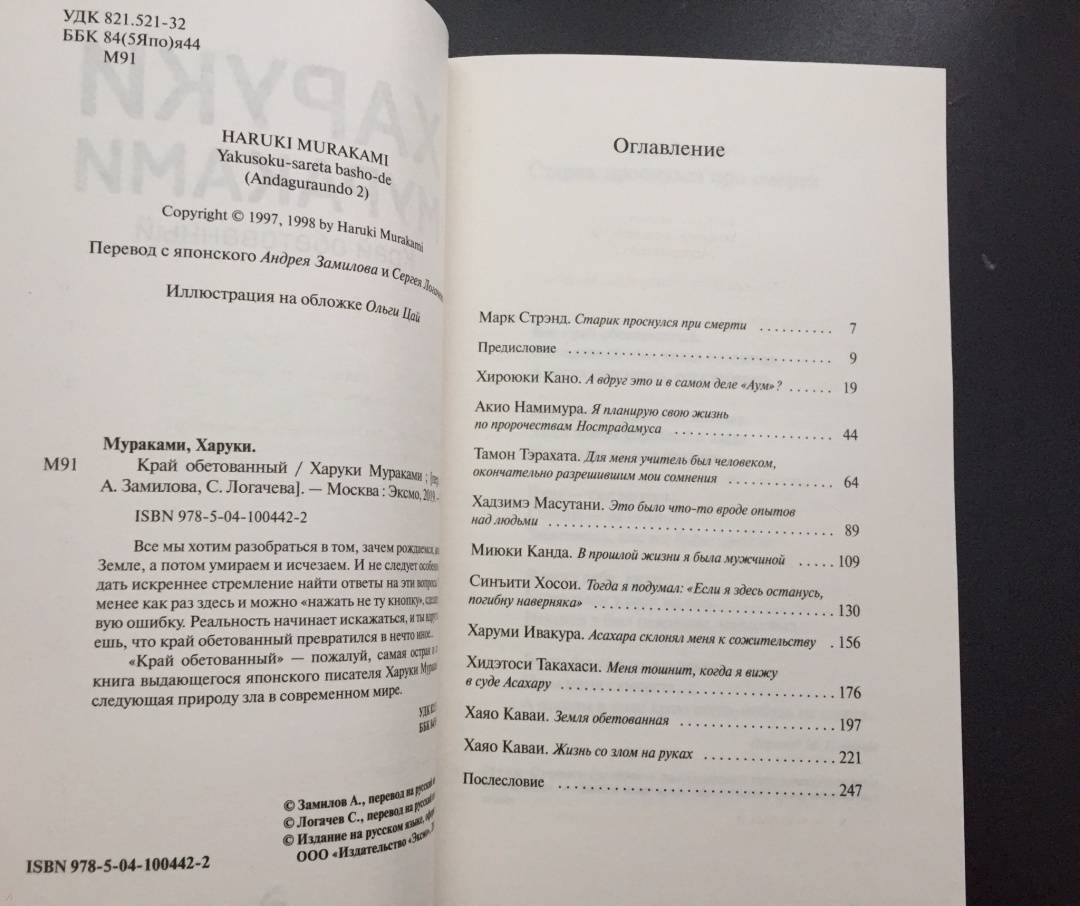 УДК 821.521-32
ББК 84(5Япо)я44
М91
HARUKI MURAKAMI
Yakusoku-sareta basho-de
(Andaguraundo 2)
Copyright © 1997, 1998 by Haruki Murakami
Перевод с японского Андрея Замилова и Сергея
Иллюстрация на обложке Ольги Цай
Мураками, Харуки.
М91
Край обетованный / Харуки Мураками ;
А. Замилова, С. Логачева]. — Москва : Эксмо,
ISBN 978-5-04-100442-2
Все мы хотим разобраться в том, зачем рождаемся,
Земле, а потом умираем и исчезаем. И не следует
дать искреннее стремление найти ответы на эти вопросы
менее как раз здесь и можно «нажать не ту кнопку»,
вую ошибку. Реальность начинает искажаться, и ты
ешь, что край обетованный превратился в нечто иное.
«Край обетованный» — пожалуй, самая
книга выдающегося японского писателя Харуки
следующая природу зла в современном мире.
УДК
ББК
© Замилов А., перевод на русский
© Логачев С., перевод на русский
© Издание на русском языке,
ООО «Издательство «Эксмо»,
ISBN 978-5-04-100442-2
Оглавление
Марк Стрэнд. Старик проснулся при смерти .......... 7
Предисловие .......... 9
Хироюки Кано. А вдруг это и в самом деле «Аум»? ...... 19
Акио Намимура. Я планирую свою жизнь
по пророчествам Нострадамуса .......... 44
Тамон Тэрахата. Для меня учитель был человеком,
окончательно разрешившим мои сомнения .......... 64
Хадзимэ Масутани. Это было что-то вроде опытов
над людьми .......... 89
Миюки Канда. В прошлой жизни я была мужчиной ..... 109
Синъити Хосои. Тогда я подумал: «Если я здесь останусь,
погибну наверняка» .......... 130
Харуми Ивакура. Асахара склонял меня к сожительству . 156
Хидэтоси Такахаси. Меня тошнит, когда я вижу
в суде Асахару .......... 176
Хаяо Каваи. Земля обетованная .......... 197
Хаяо Каваи. Жизнь со злом на руках .......... 221
Послесловие .......... 247